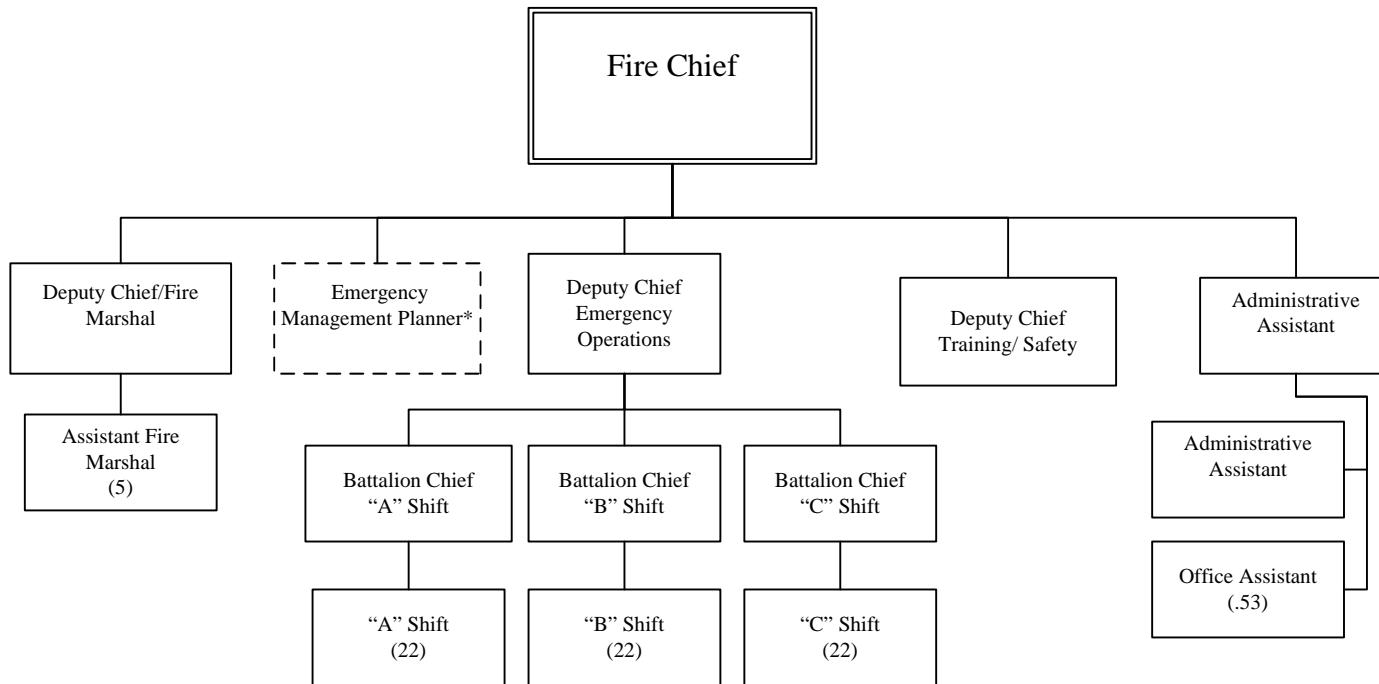 Fire Chief
Deputy Chief/Fire
Marshal
Emergency
Management Planner*
Deputy Chief
Emergency
Operations
Deputy Chief
Training/ Safety
Administrative
Assistant
Assistant Fire
Marshal
(5)
Battalion Chief
“A” Shift
Battalion Chief
“B” Shift
Battalion Chief
“C” Shift
Administrative
Assistant
Office Assistant
(.53)
“A” Shift
(22)
“B” Shift
(22)
“C” Shift
(22)